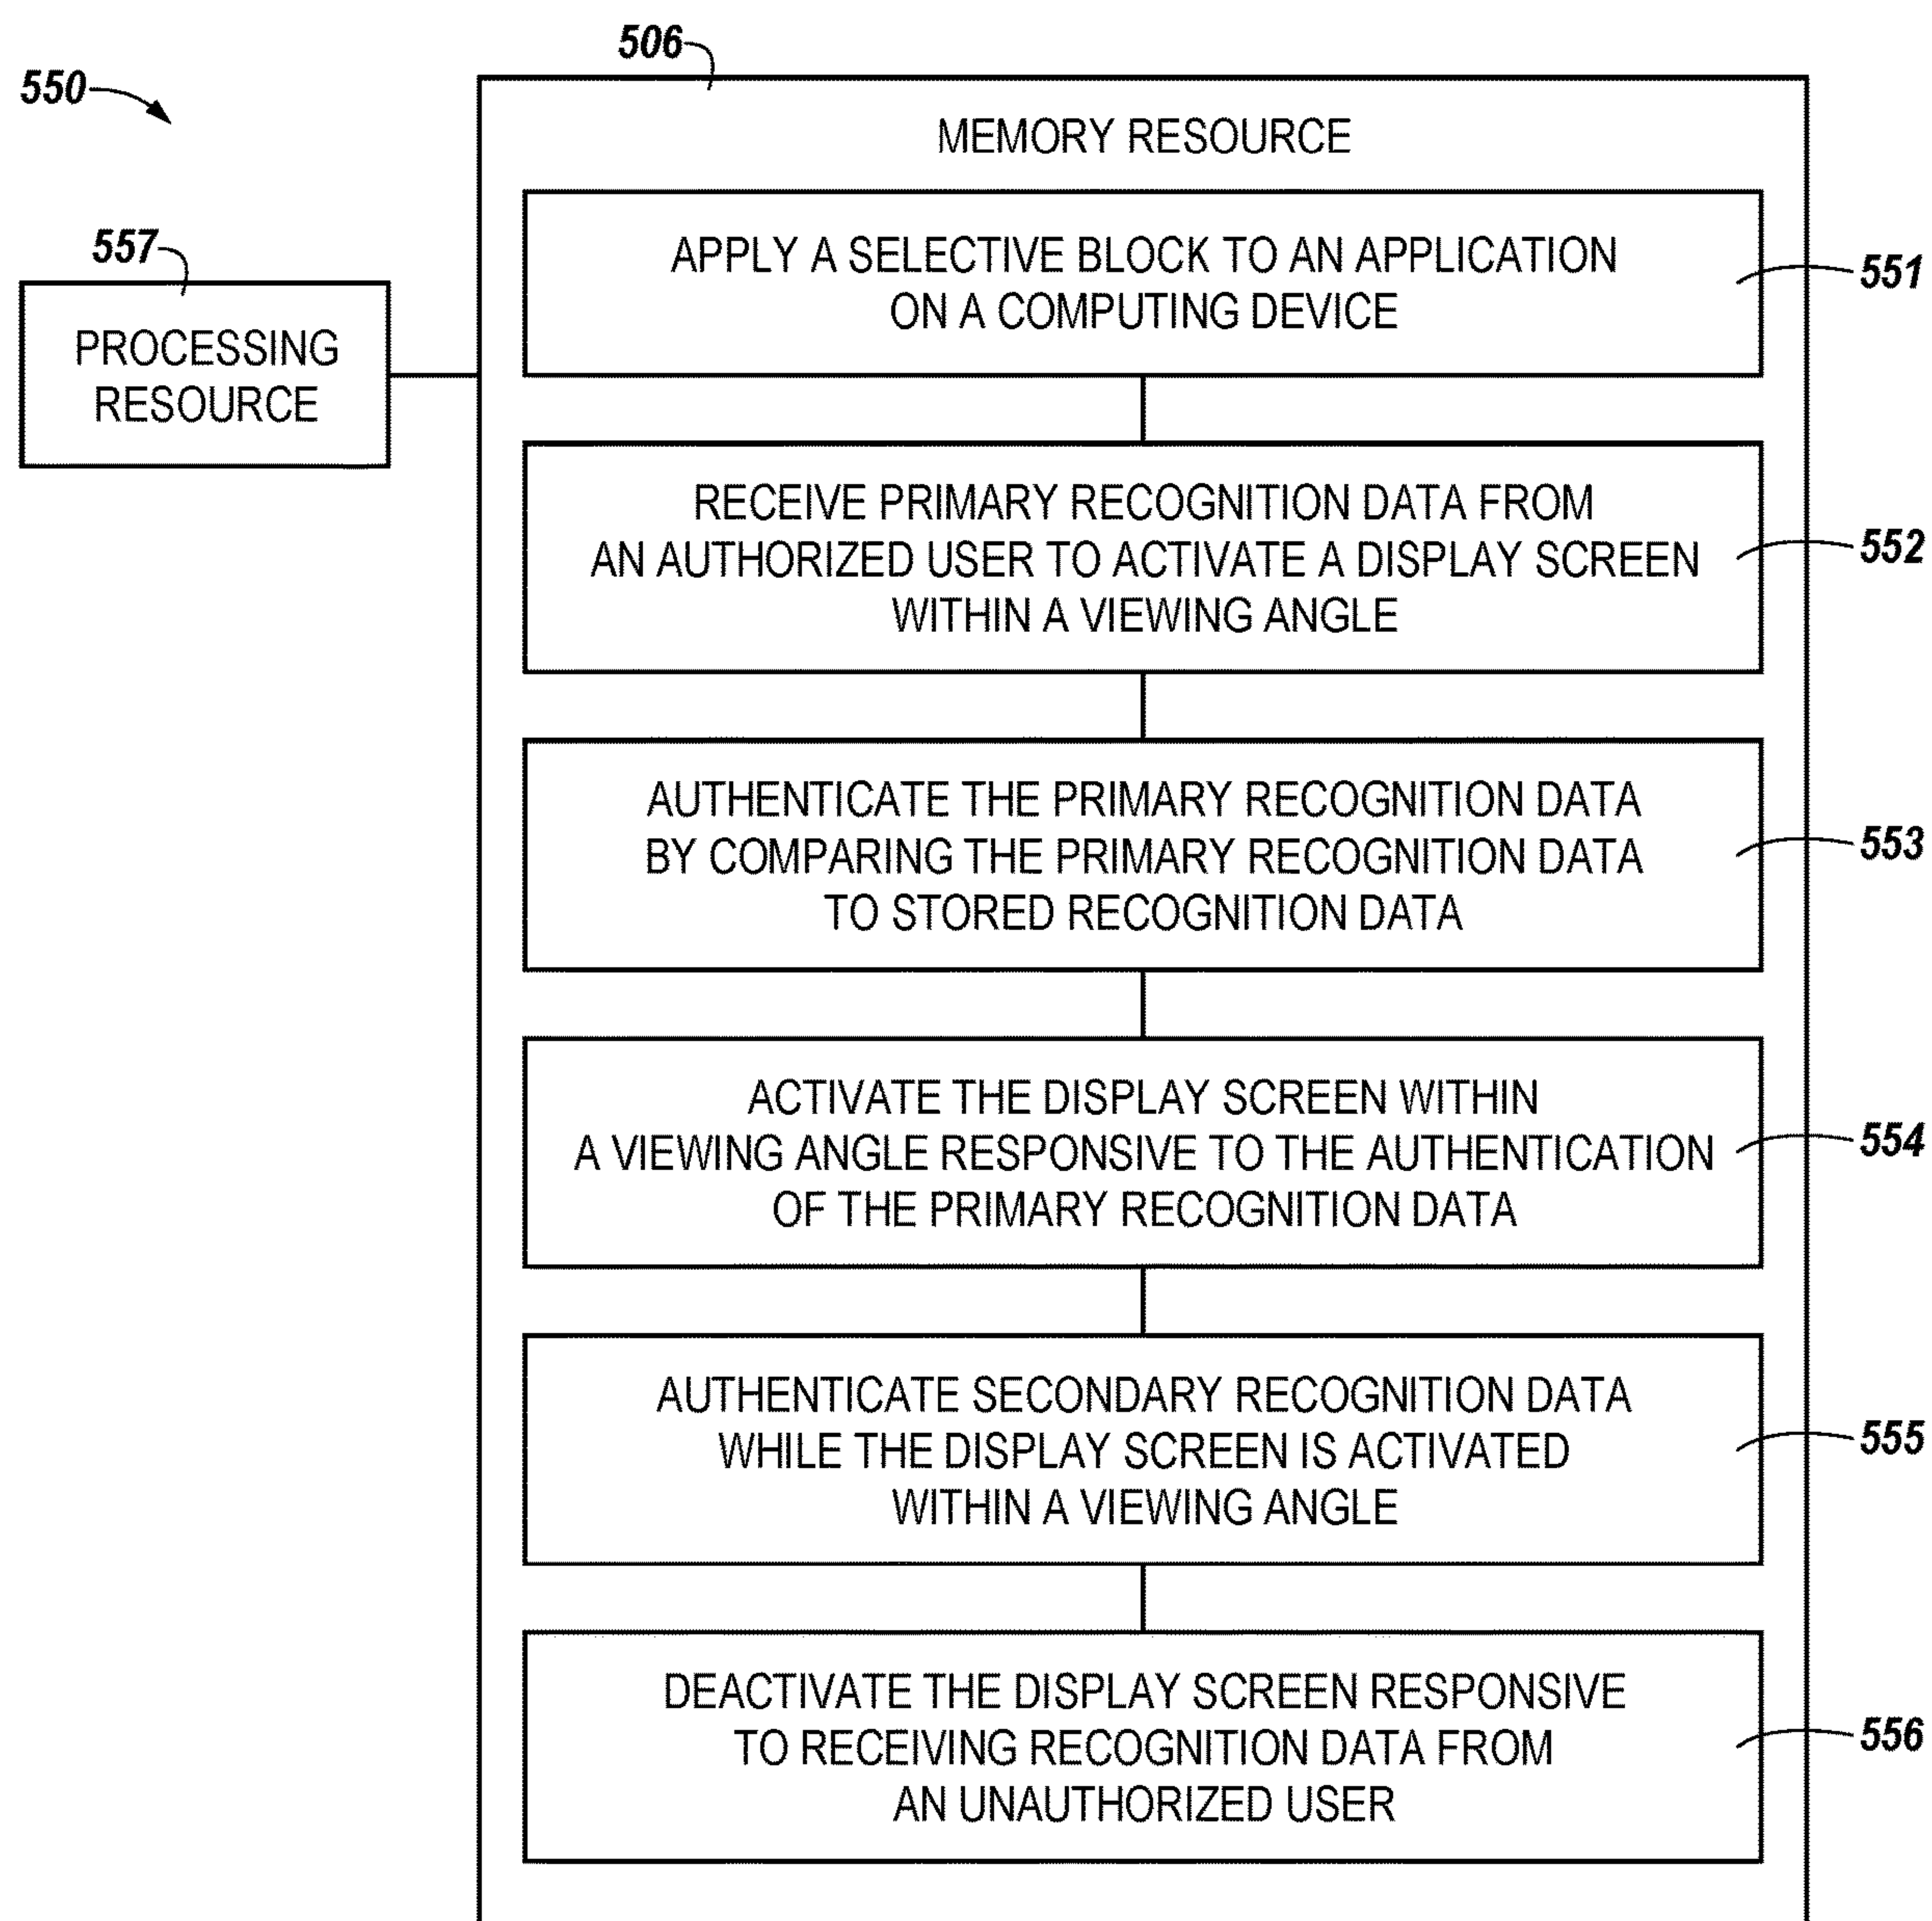 506
550
MEMORY RESOURCE
557
PROCESSING
RESOURCE
APPLY A SELECTIVE BLOCK TO AN APPLICATION
ON A COMPUTING DEVICE
551
RECEIVE PRIMARY RECOGNITION DATA FROM
AN AUTHORIZED USER TO ACTIVATE A DISPLAY SCREEN
WITHIN A VIEWING ANGLE
552
AUTHENTICATE THE PRIMARY RECOGNITION DATA
BY COMPARING THE PRIMARY RECOGNITION DATA
TO STORED RECOGNITION DATA
553
ACTIVATE THE DISPLAY SCREEN WITHIN
A VIEWING ANGLE RESPONSIVE TO THE AUTHENTICATION
OF THE PRIMARY RECOGNITION DATA
554
AUTHENTICATE SECONDARY RECOGNITION DATA
WHILE THE DISPLAY SCREEN IS ACTIVATED
WITHIN A VIEWING ANGLE
555
DEACTIVATE THE DISPLAY SCREEN RESPONSIVE
TO RECEIVING RECOGNITION DATA FROM
AN UNAUTHORIZED USER
556